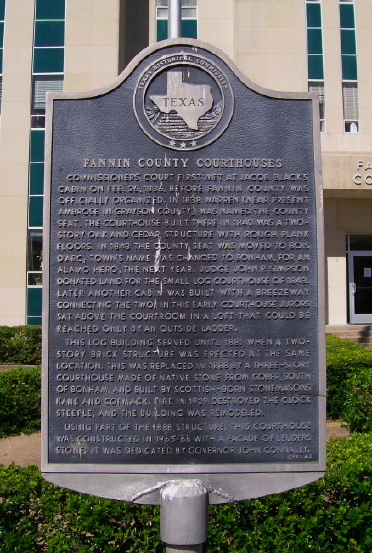 TEXAS HISTORICAL COMMISSION
TEXAS
FANNIN COUNTY COURTHOUSES
COMMISSIONERS' COURT FIRST MET AT JACOB BLACK'S
CABIN ON FEB. 26, 1838, BEFORE FANNIN COUNTY WAS
OFFICIALLY ORGANIZED. IN 1838 WARREN (NEAR PRESENT
AMBROSE IN GRAYSON COUNTY) WAS NAMED THE COUNTY
SEAT. THE COURTHOUSE BUILT THERE IN 1840 WAS A TWO-
STORY OAK AND CEDAR STRUCTURE WITH ROUGH PLANK
FLOORS. IN 1843 THE COUNTY SEAT WAS MOVED TO BOIS
D'ARC. TOWN'S NAME WAS CHANGED TO BONHAM, FOR AN
ALAMO HERO, THE NEXT YEAR. JUDGE JOHN P. SIMPSON
DONATED LAND FOR THE SMALL LOG COURTHOUSE OF
LATER ANOTHER CABIN WAS BUILT, WITH A BREEZEWAY
CONNECTING THE TWO. IN THIS EARLY COURTHOUSE JURORS
SAT ABOVE THE COURTROOM IN A LOFT THAT COULD BE
REACHED ONLY BY AN OUTSIDE LADDER.
THIS LOG BUILDING SERVED UNTIL WHEN A TWO-
STORY BRICK STRUCTURE WAS ERECTED AT THE SAME
LOCATION. THIS WAS REPLACED IN 1888 BY A THREE-STORY
COURTHOUSE MADE OF NATIVE STONE FROM GOBER, SOUTH
OF BONHAM, AND BUILT BY SCOTTISH-BORN STONEMASONS
KANE AND CORMACK. FIRE IN 1929 DESTROYED THE CLOCK
STEEPLE, AND THE BUILDING WAS REMODELED.
USING PART OF THE 1888 STRUCTURE, THIS COURTHOUSE
WAS CONSTRUCTED IN 1965-66 WITH A FACADE OF LEUDERS
STONE. IT WAS DEDICATED BY GOVERNOR JOHN CONNALLY.
FA
CO